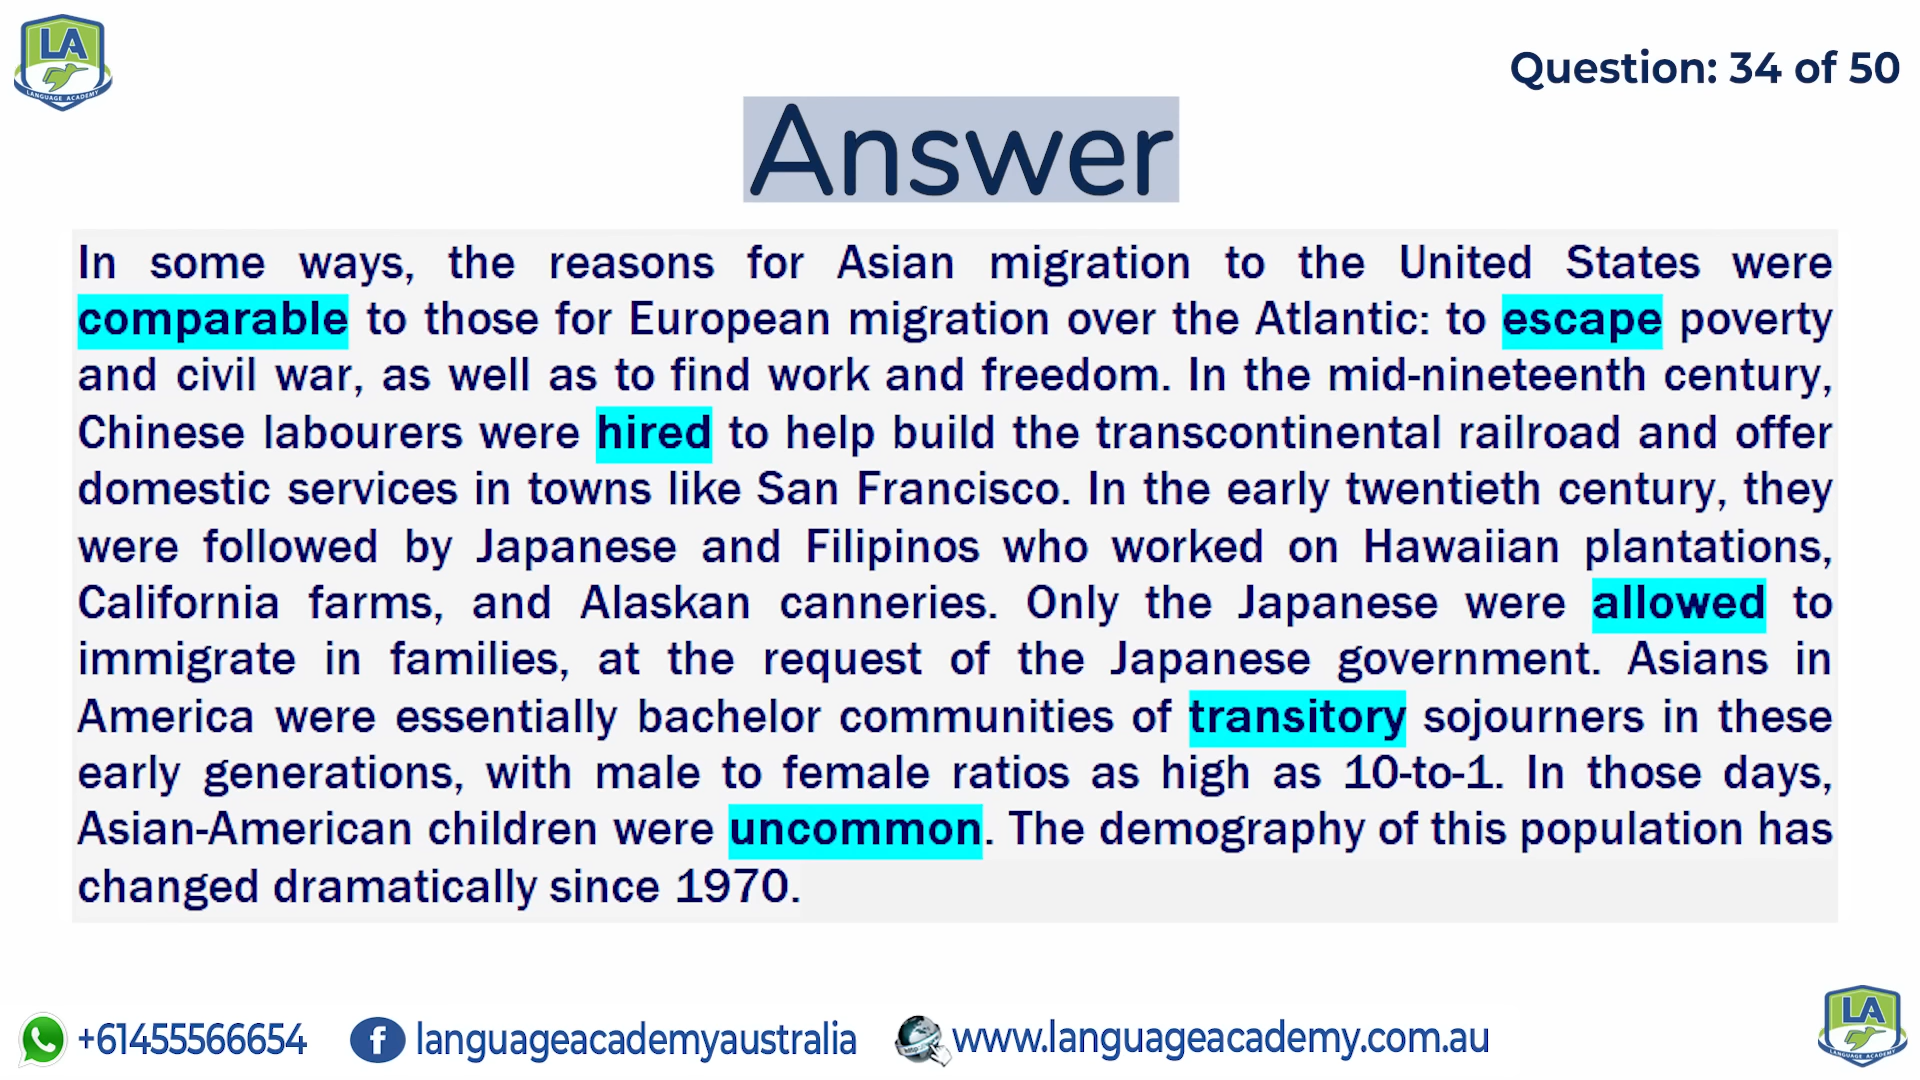 LA
LANGUAGE ACADEMY
Question: 34 of 50
Answer
In some ways, the reasons for Asian migration to the United States were
comparable to those for European migration over the Atlantic: to escape poverty
and civil war, as well as to find work and freedom. In the mid-nineteenth century,
Chinese labourers were hired to help build the transcontinental railroad and offer
domestic services in towns like San Francisco. In the early twentieth century, they
were followed by Japanese and Filipinos who worked on Hawaiian plantations,
California farms, and Alaskan canneries. Only the Japanese were allowed to
immigrate in families, at the request of the Japanese government. Asians in
America were essentially bachelor communities of transitory sojourners in these
early generations, with male to female ratios as high as 10-to-1. In those days,
Asian-American children were uncommon. The demography of this population has
changed dramatically since 1970.
+61455566654
f languageacademyaustralia
http:// www.languageacademy.com.au
LA
LANGUAGE ACADEMY